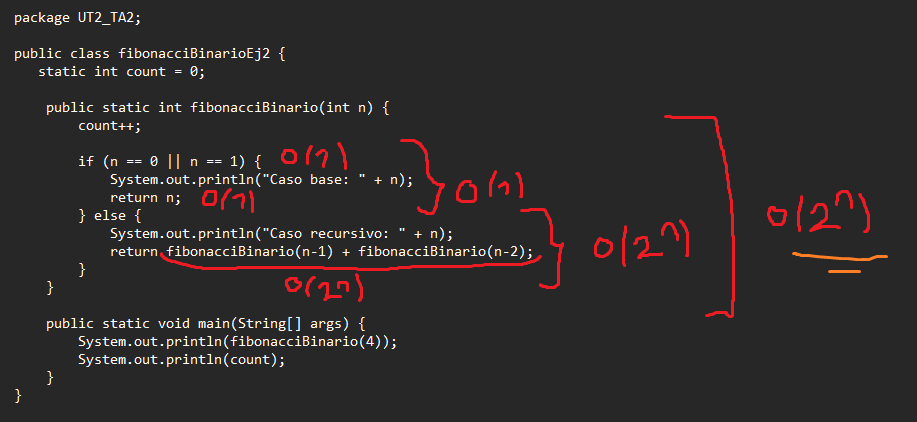 package UT2_TA2;
public class fibonacciBinarioEj2 {
static int count = 0;
public static int fibonacciBinario(int n) {
count++;
if (n == 0 || n == 1) { O(1)
System.out.println("Caso base: " + n);
return n; O(1)
O(1)
} else {
O(2^n)
O(2^n)
System.out.println("Caso recursivo: " + n);
return fibonacciBinario(n-1) + fibonacciBinario(n-2);
}
O(2^n)
}
public static void main(String[] args) {
System.out.println(fibonacciBinario(4));
System.out.println(count);
}
}